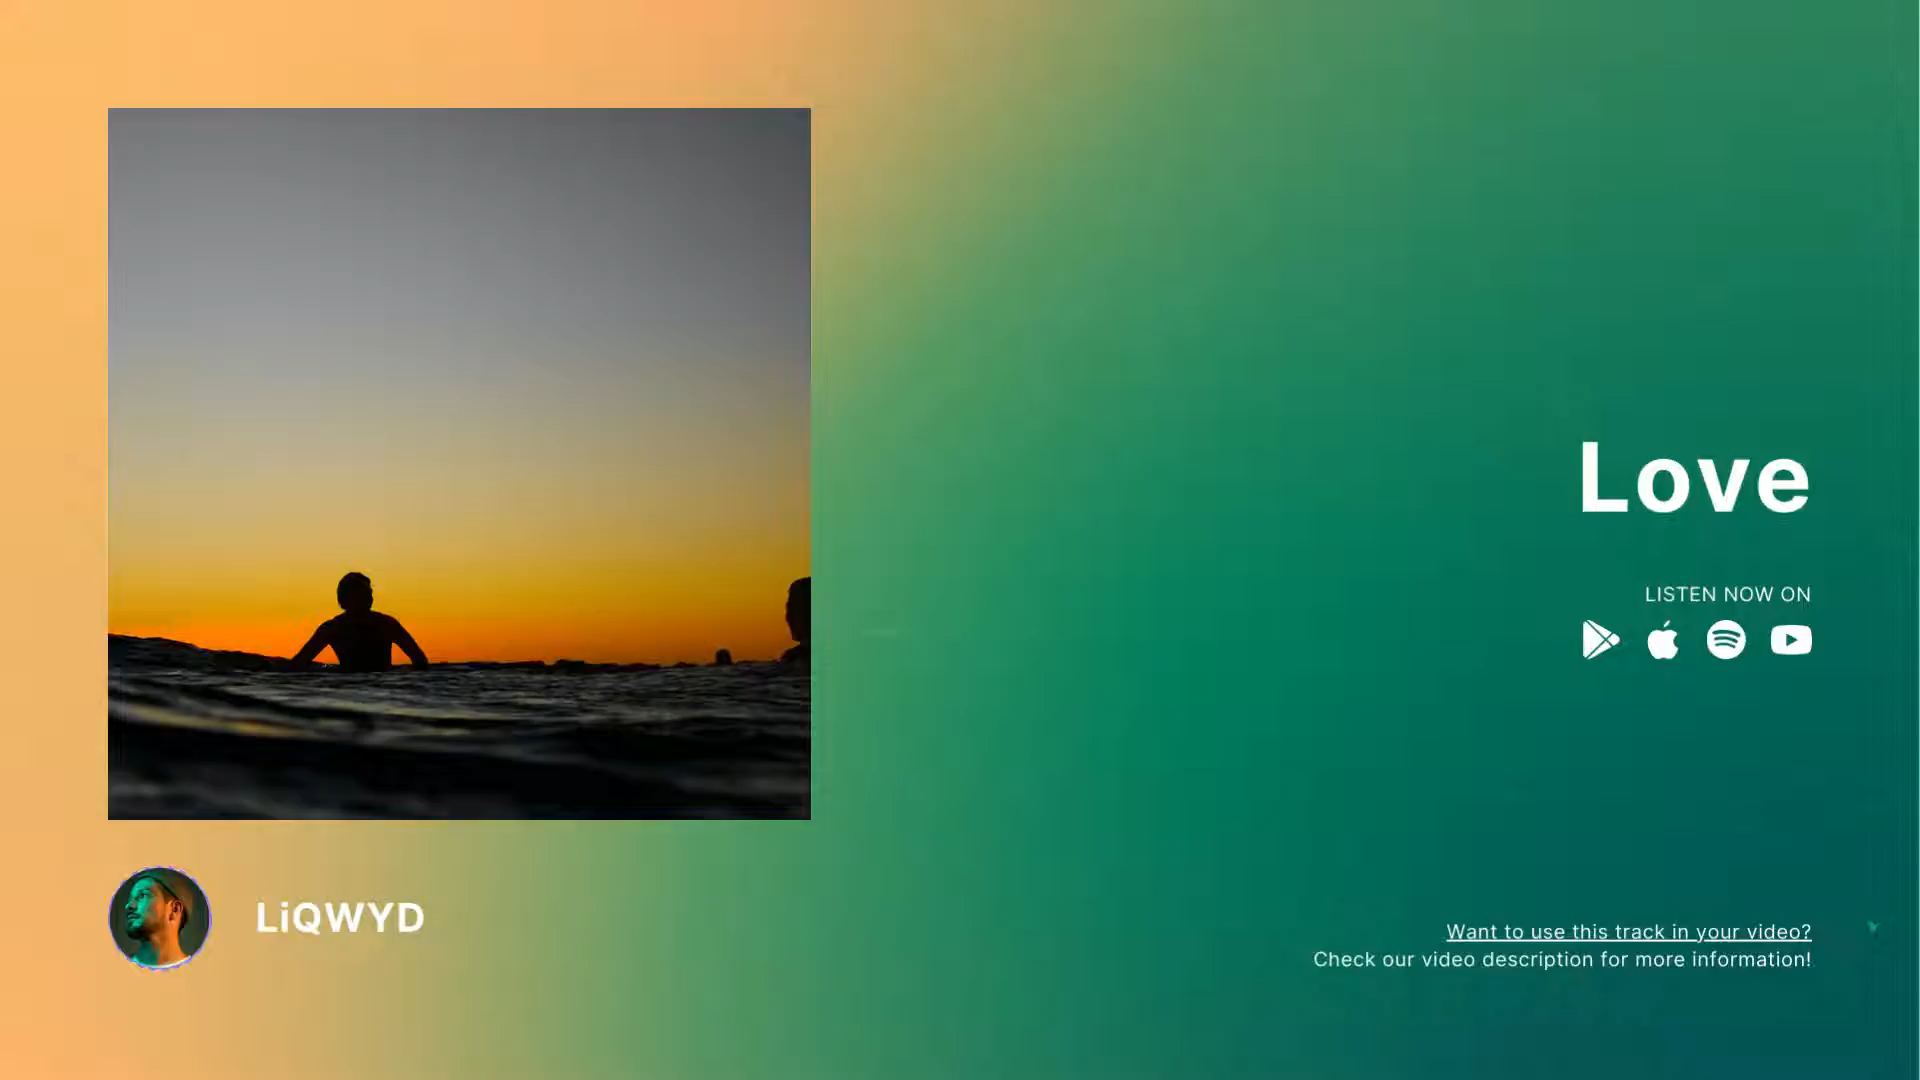 Love
LISTEN NOW ON
LiQWYD
Want to use this track in your video?
Check our video description for more information!